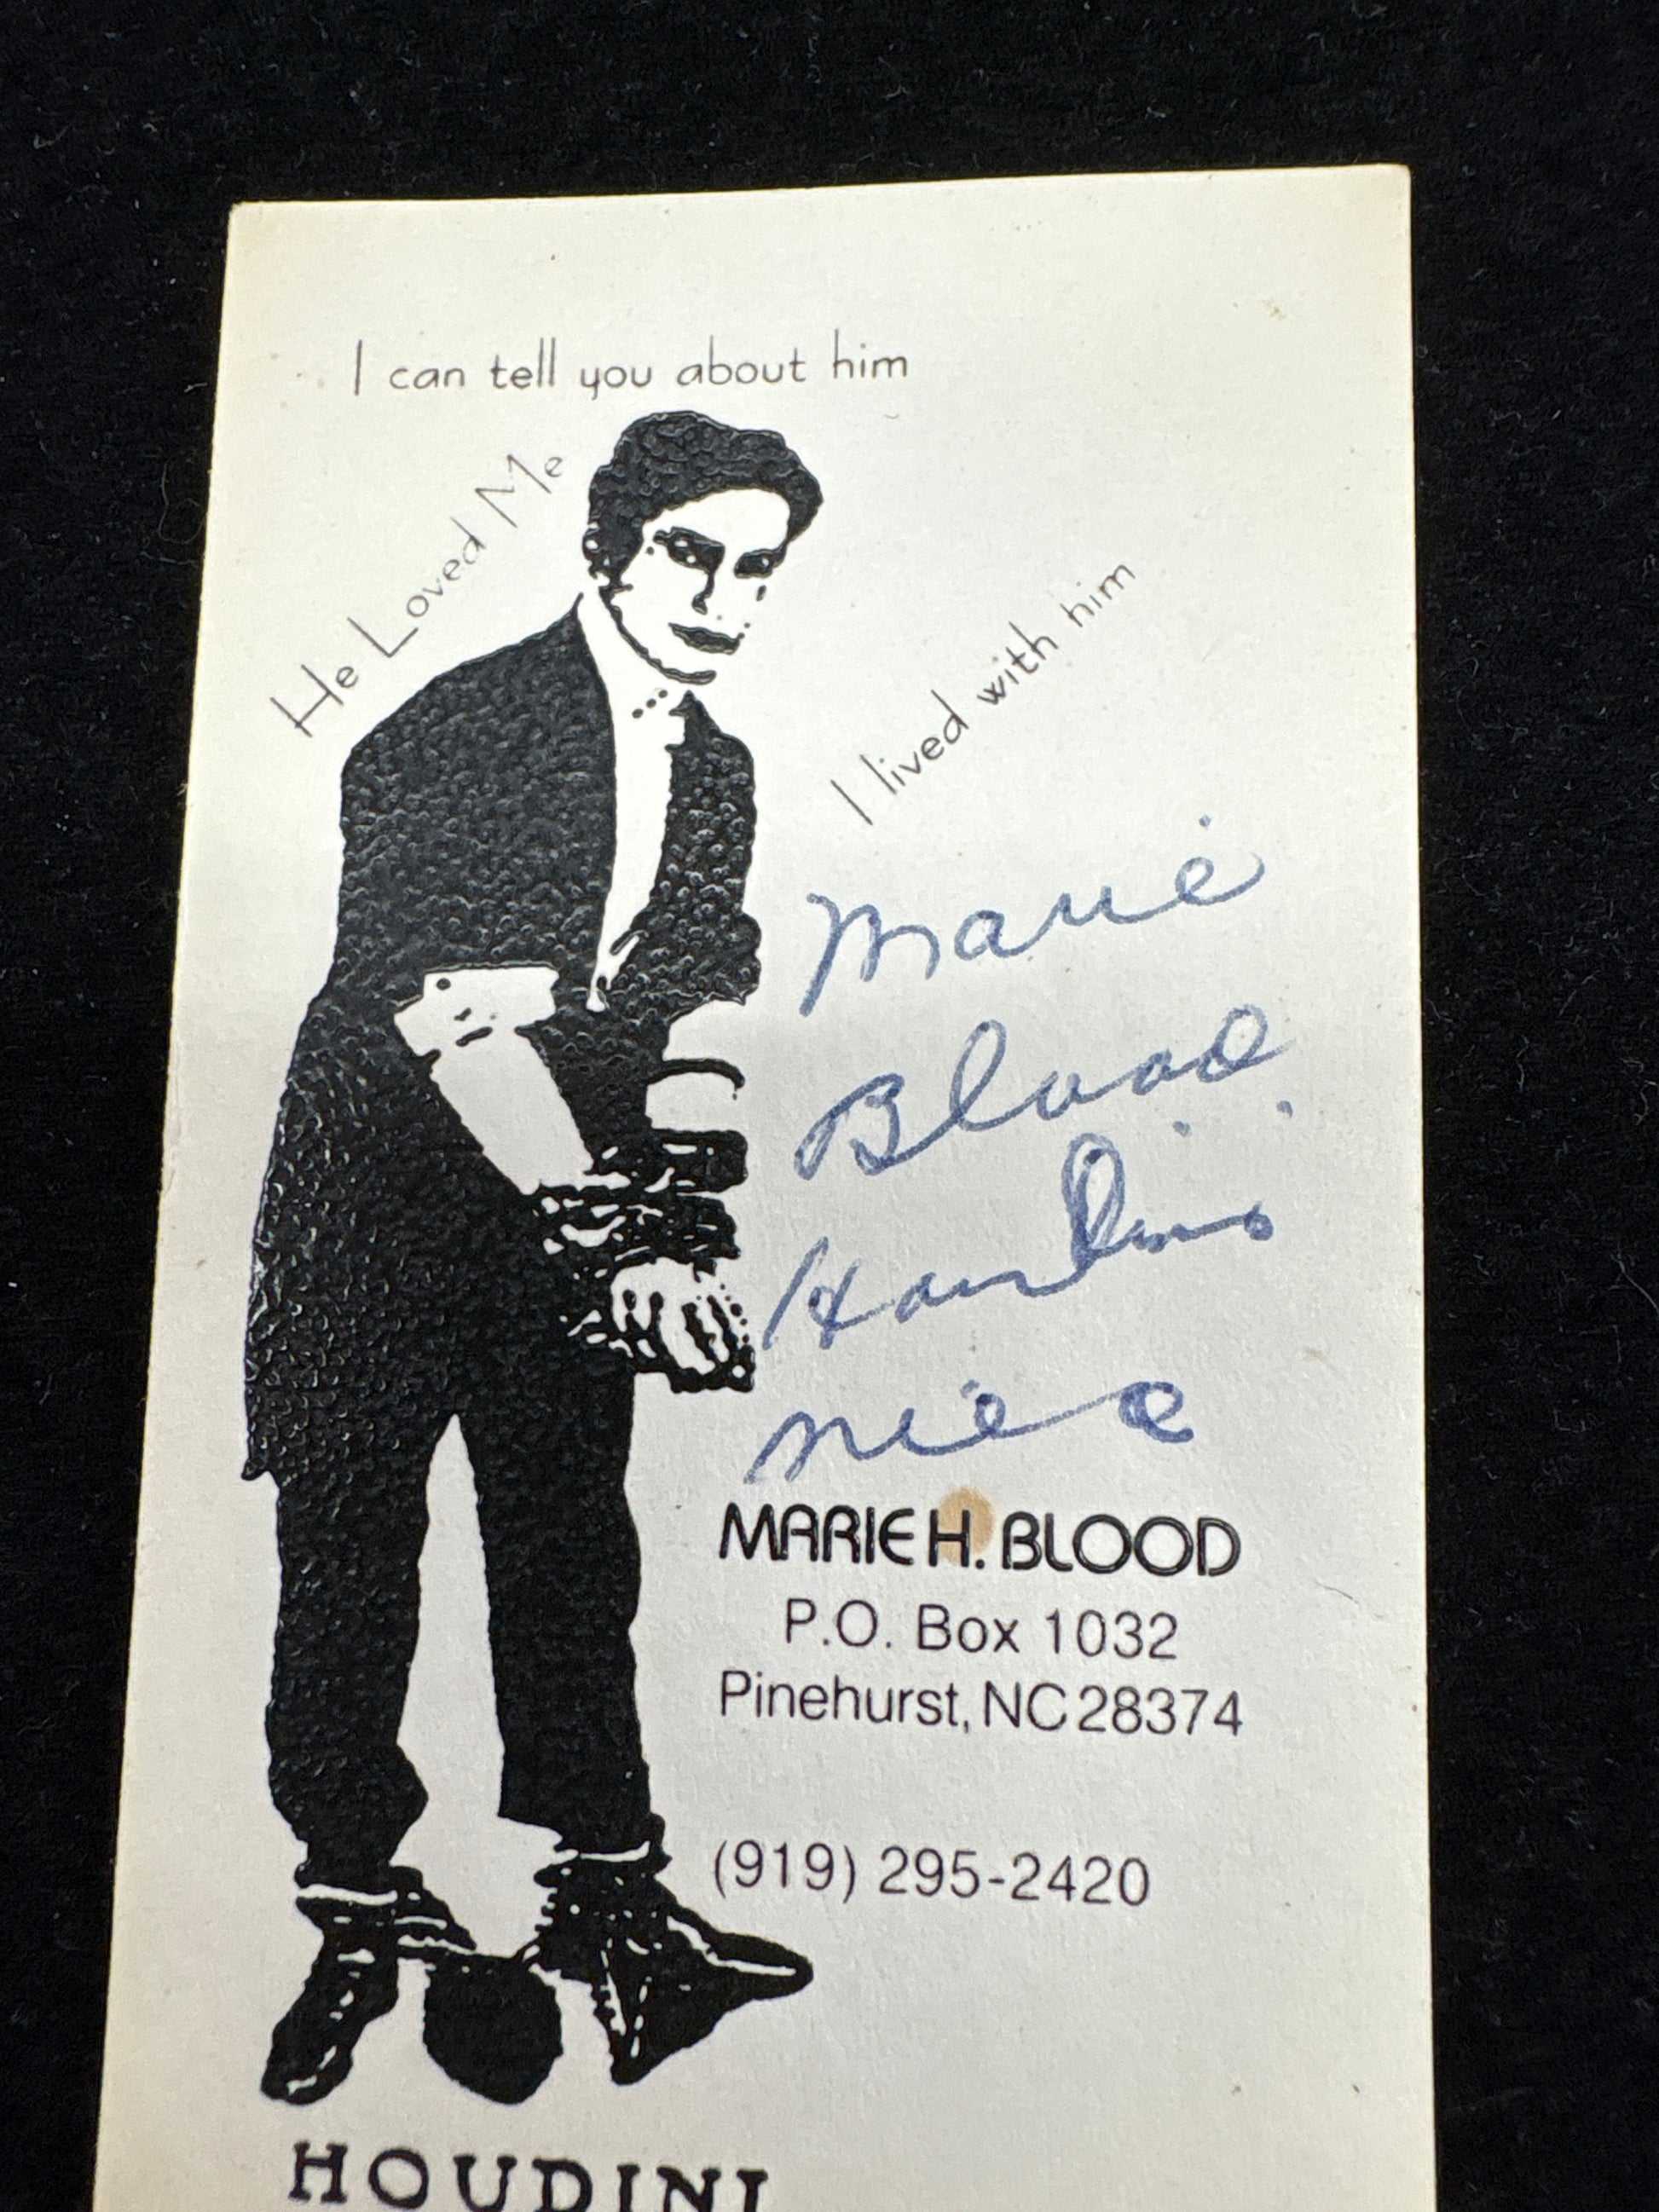 I can tell you about him
He Loved Me
I lived with him
Marie
Blood
Houdini's
niece
MARIE H. BLOOD
P.O. Box 1032
Pinehurst, NC 28374
(919) 295-2420
HOUDINI